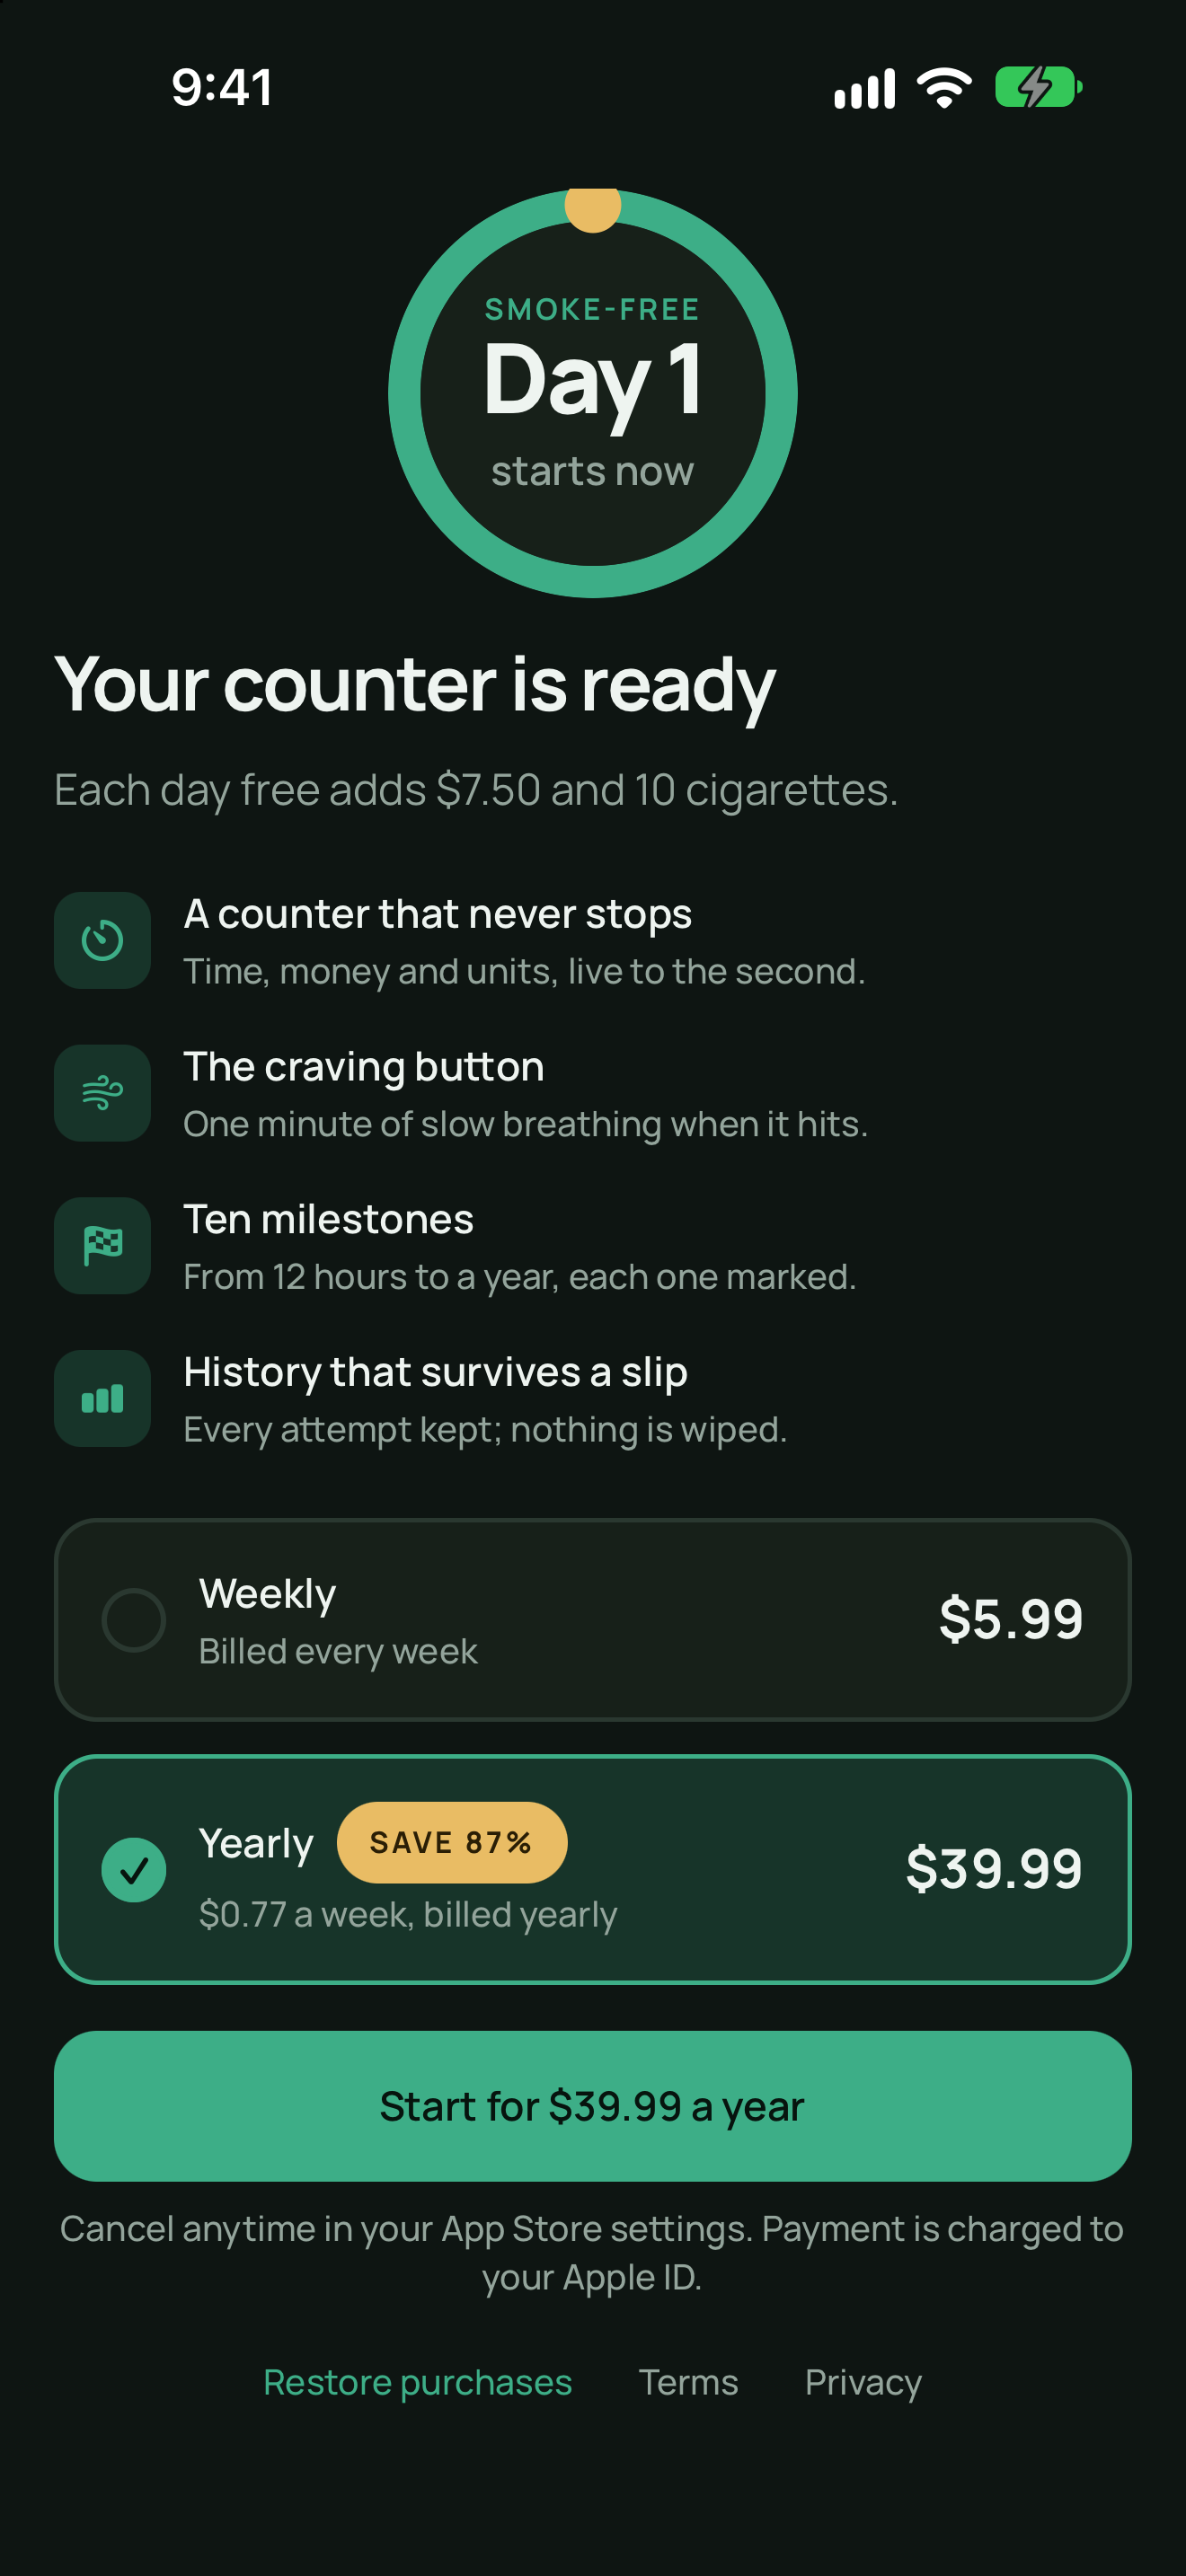 9:41
SMOKE-FREE
Day 1
starts now
Your counter is ready
Each day free adds $7.50 and 10 cigarettes.
A counter that never stops
Time, money and units, live to the second.
The craving button
One minute of slow breathing when it hits.
Ten milestones
From 12 hours to a year, each one marked.
History that survives a slip
Every attempt kept; nothing is wiped.
Weekly
Billed every week
$5.99
Yearly
SAVE 87%
$0.77 a week, billed yearly
$39.99
Start for $39.99 a year
Cancel anytime in your App Store settings. Payment is charged to
your Apple ID.
Restore purchases
Terms
Privacy